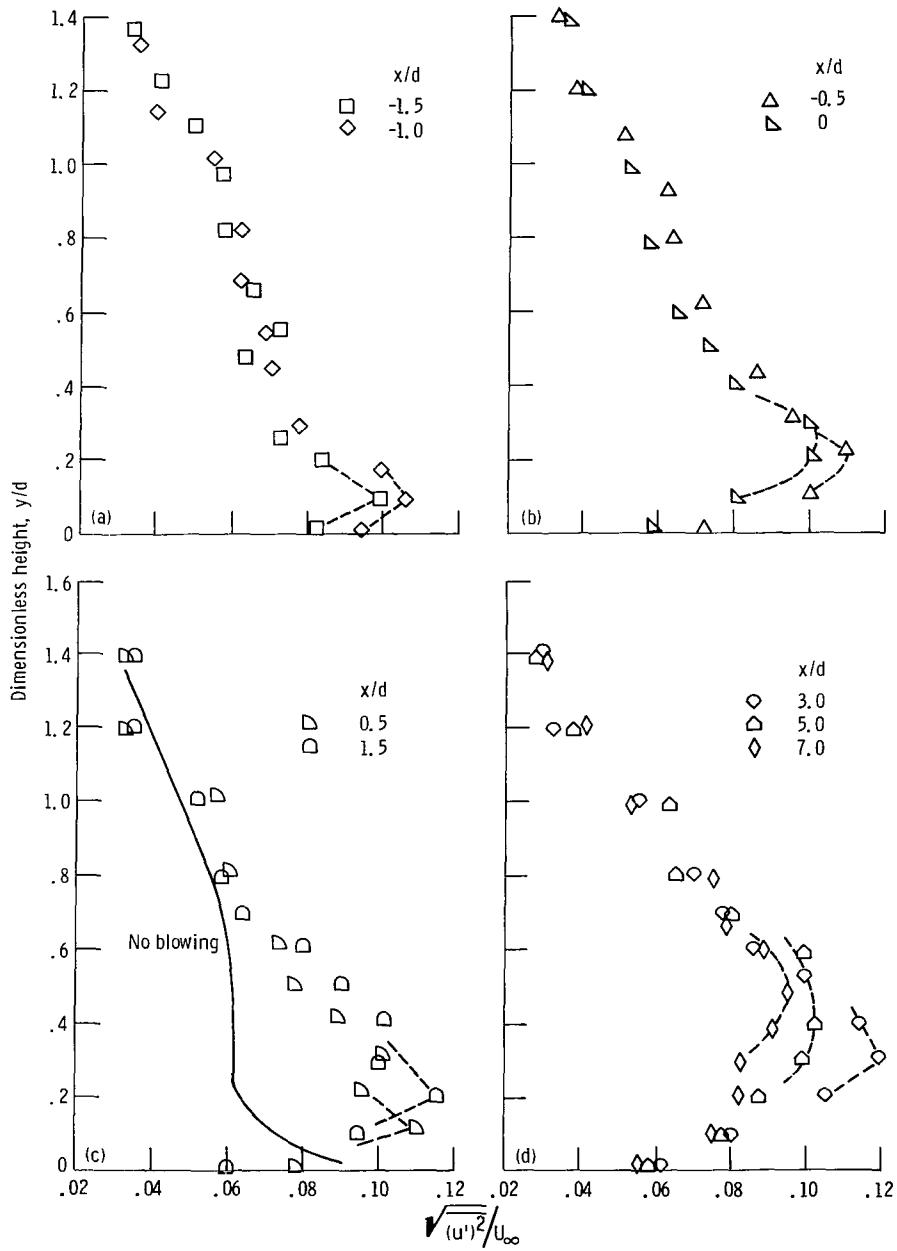 Dimensionless height, y/d
1.4
1.2
1.0
.8
.6
.4
.2
0
(a)
x/d
-1.5
-1.0
(b)
x/d
-0.5
0
1.6
1.4
1.2
1.0
.8
.6
.4
.2
0
(c)
x/d
0.5
1.5
No blowing
.02 .04 .06 .08 .10 .12
(d)
x/d
3.0
5.0
7.0
.02 .04 .06 .08 .10 .12
√(u')²/U∞